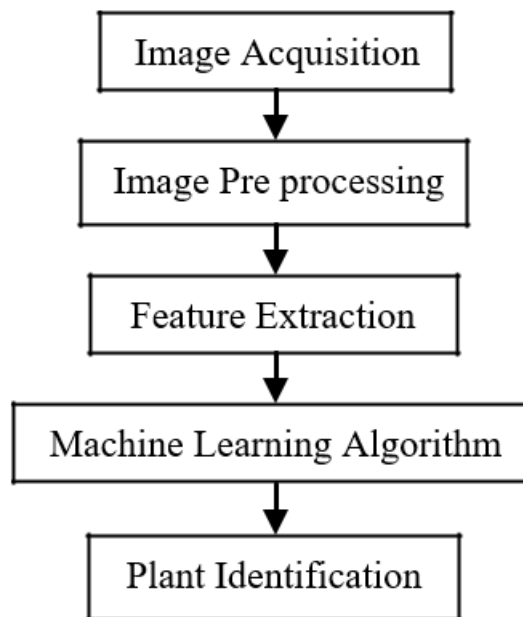 Image Acquisition
Image Pre processing
Feature Extraction
Machine Learning Algorithm
Plant Identification